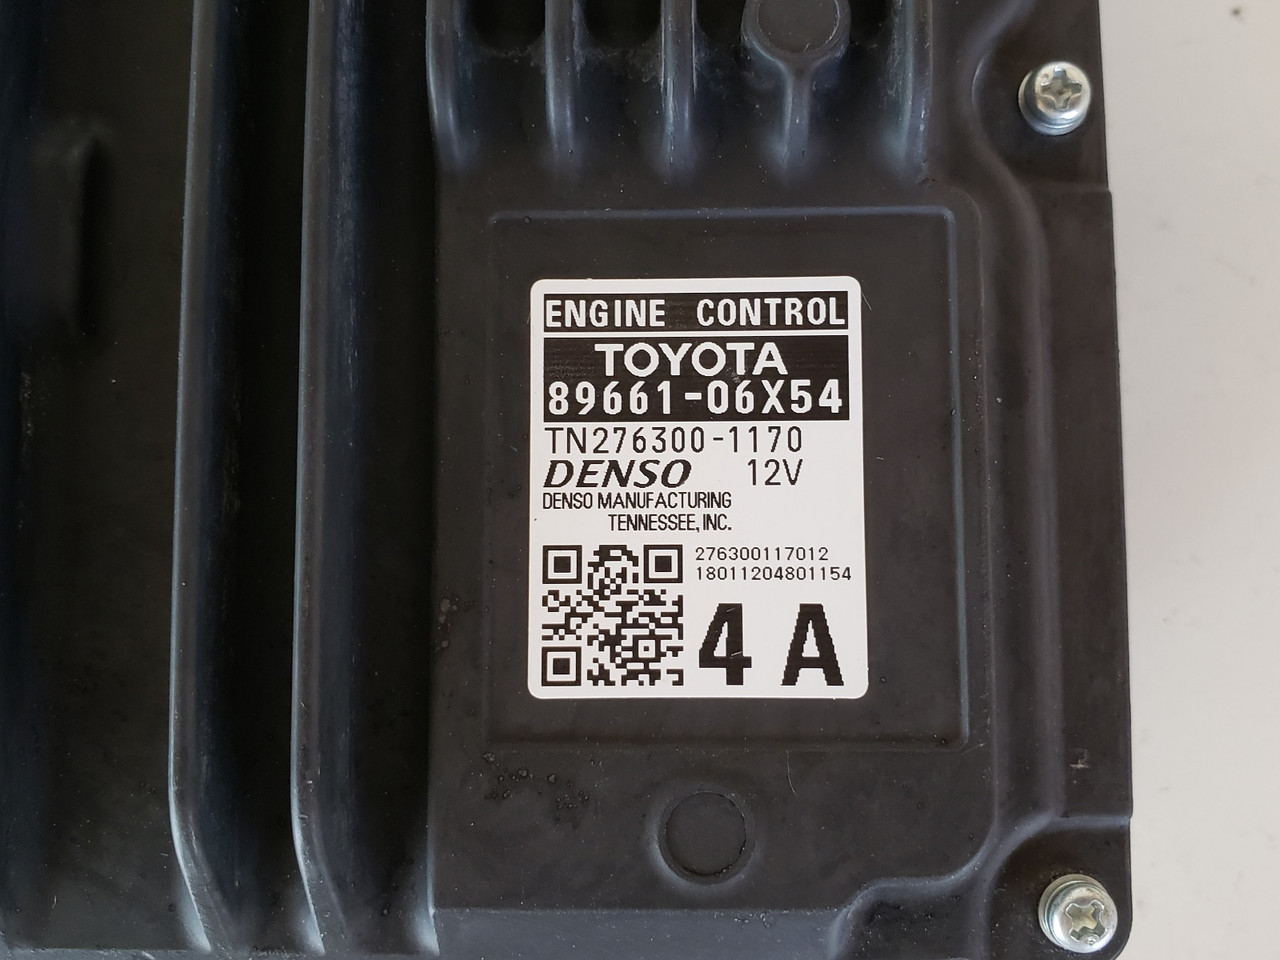 ENGINE CONTROL
TOYOTA
89661-06X54
TN276300-1170
DENSO 12V
DENSO MANUFACTURING
TENNESSEE, INC.
276300117012
18011204801154
4 A